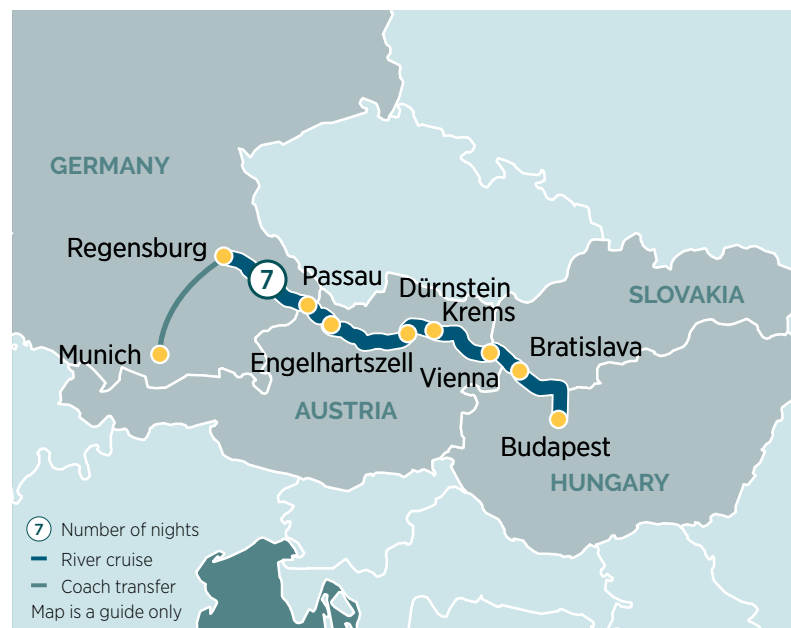 GERMANY
Regensburg
7
Passau
Dürnstein
Krems
SLOVAKIA
Munich
Engelhartszell
Vienna
Bratislava
AUSTRIA
Budapest
HUNGARY
7 Number of nights
River cruise
Coach transfer
Map is a guide only